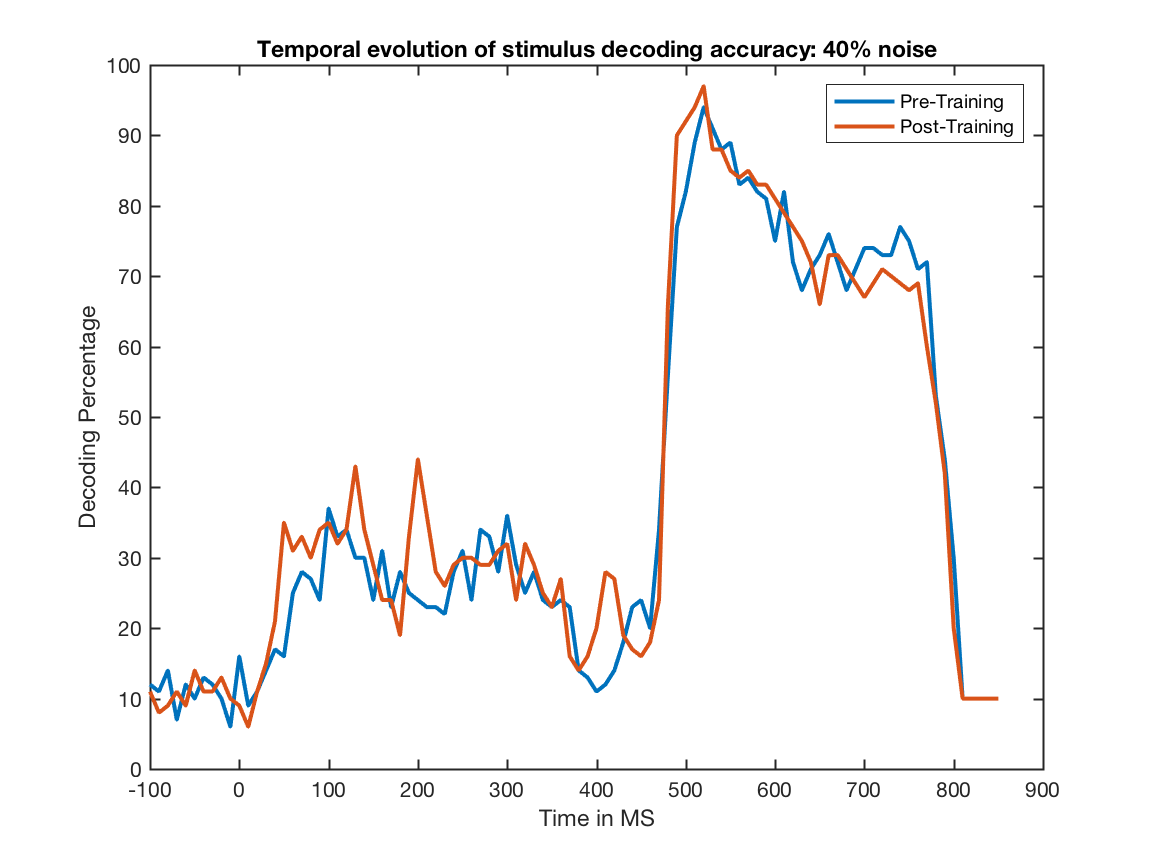 Temporal evolution of stimulus decoding accuracy: 40% noise
Pre-Training
Post-Training
Decoding Percentage
100
90
80
70
60
50
40
30
20
10
0
-100 0 100 200 300 400 500 600 700 800 900
Time in MS